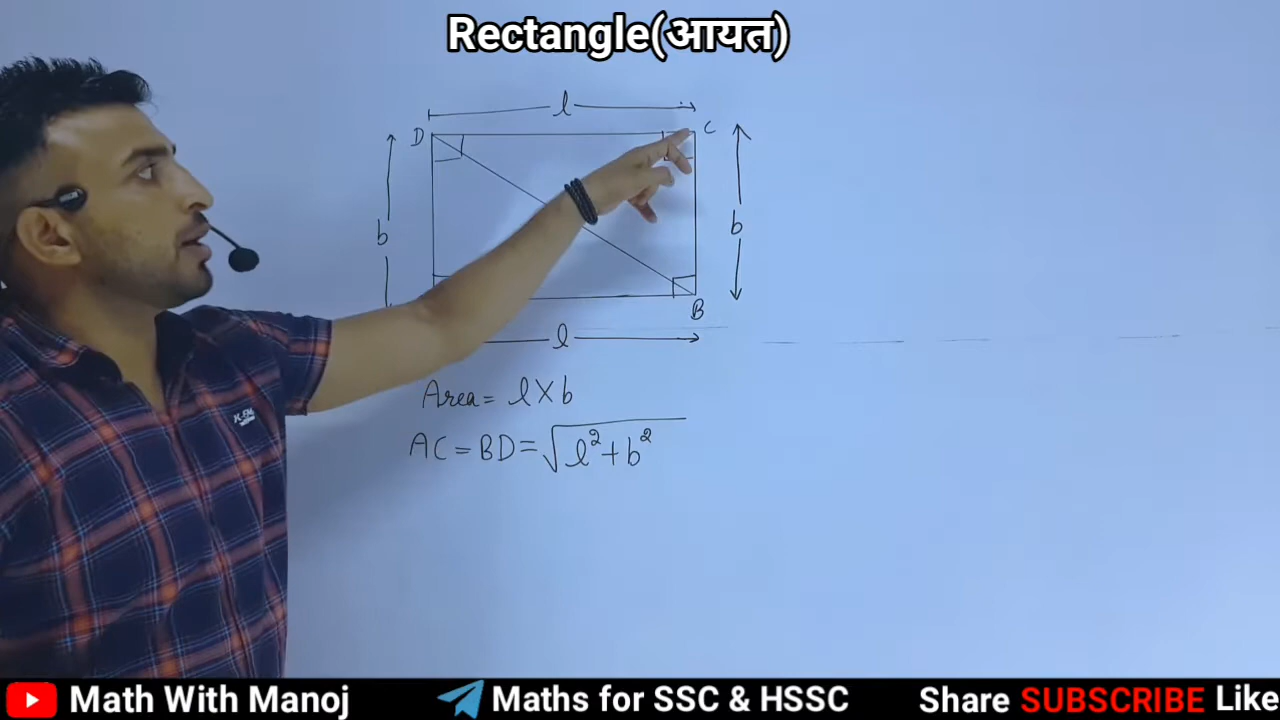 Rectangle(आयत)
l
D C
b b
B
l
Area = l × b
AC = BD = √l²+b²
Math With Manoj Maths for SSC & HSSC Share SUBSCRIBE Like